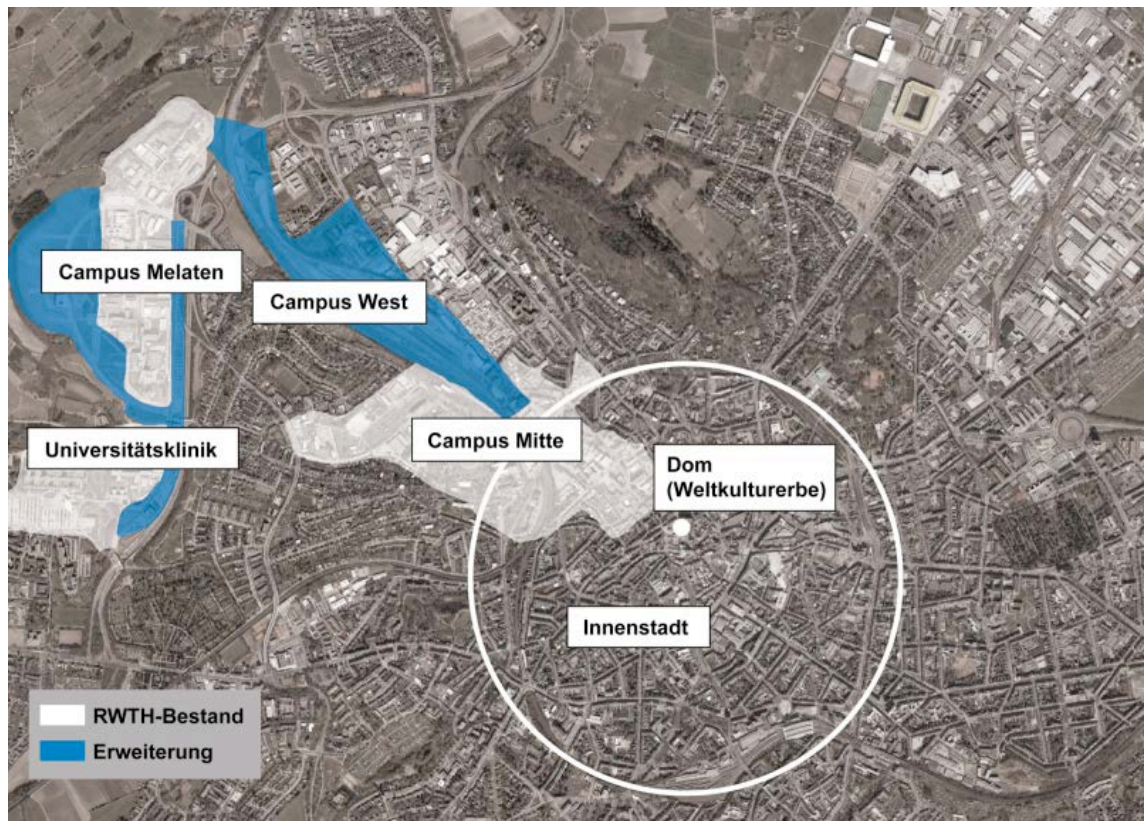 Campus Melaten
Campus West
Universitätsklinik
Campus Mitte
Dom
(Weltkulturerbe)
Innenstadt
RWTH-Bestand
Erweiterung